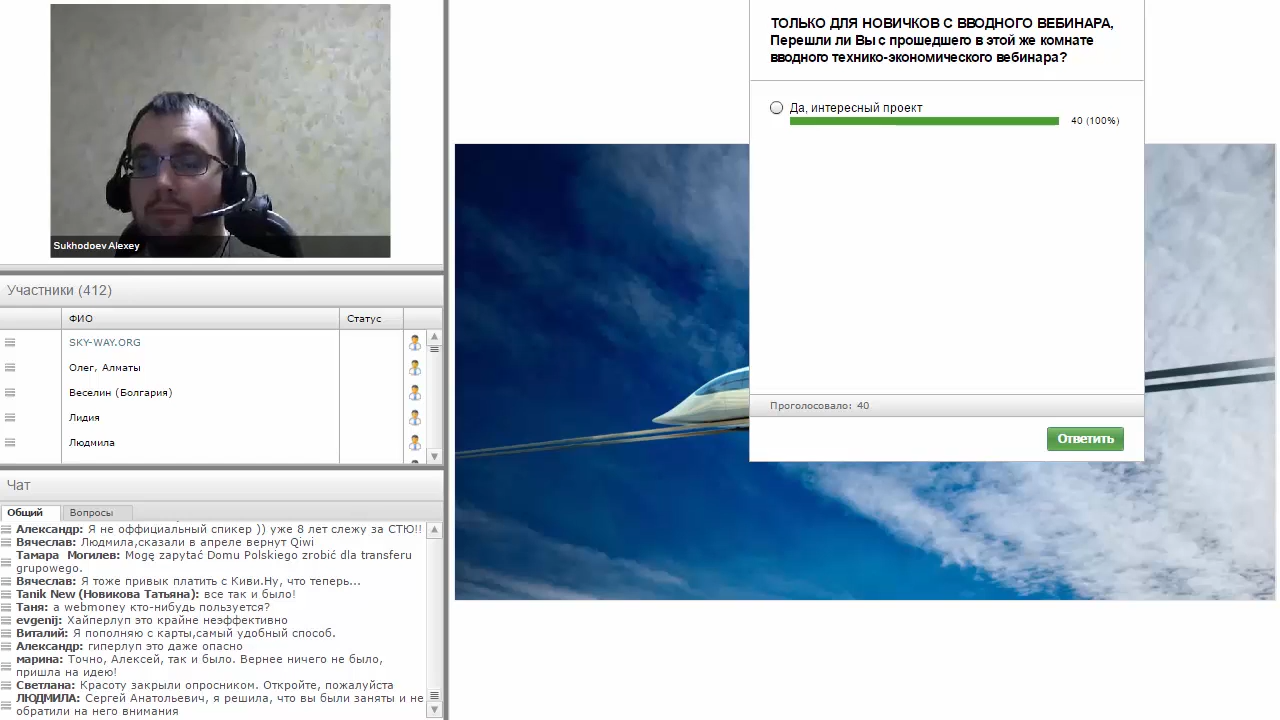 ТОЛЬКО ДЛЯ НОВИЧКОВ С ВВОДНОГО ВЕБИНАРА,
Перешли ли Вы с прошедшего в этой же комнате
вводного технико-экономического вебинара?
Да, интересный проект
40 (100%)
Проголосовало: 40
Ответить
Sukhodoev Alexey
Участники (412)
ФИО
Статус
SKY-WAY.ORG
Олег, Алматы
Веселин (Болгария)
Лидия
Людмила
Чат
Общий
Вопросы
Александр: Я не оффициальный спикер )) уже 8 лет слежу за СТЮ!!
Вячеслав: Людмила,сказали в апреле вернут Qiwi
Тамара Могилев: Mogę zapytać Domu Polskiego zrobić dla transferu
grupowego.
Вячеслав: Я тоже привык платить с Киви.Ну, что теперь...
Tanik New (Новикова Татьяна): все так и было!
Таня: а webmoney кто-нибудь пользуется?
evgenij: Хайперлуп это крайне неэффективно
Виталий: Я пополняю с карты,самый удобный способ.
Александр: гиперлуп это даже опасно
марина: Точно, Алексей, так и было. Вернее ничего не было,
пришла на идею!
Светлана: Красоту закрыли опросником. Откройте, пожалуйста
ЛЮДМИЛА: Сергей Анатольевич, я решила, что вы были заняты и не
обратили на него внимания